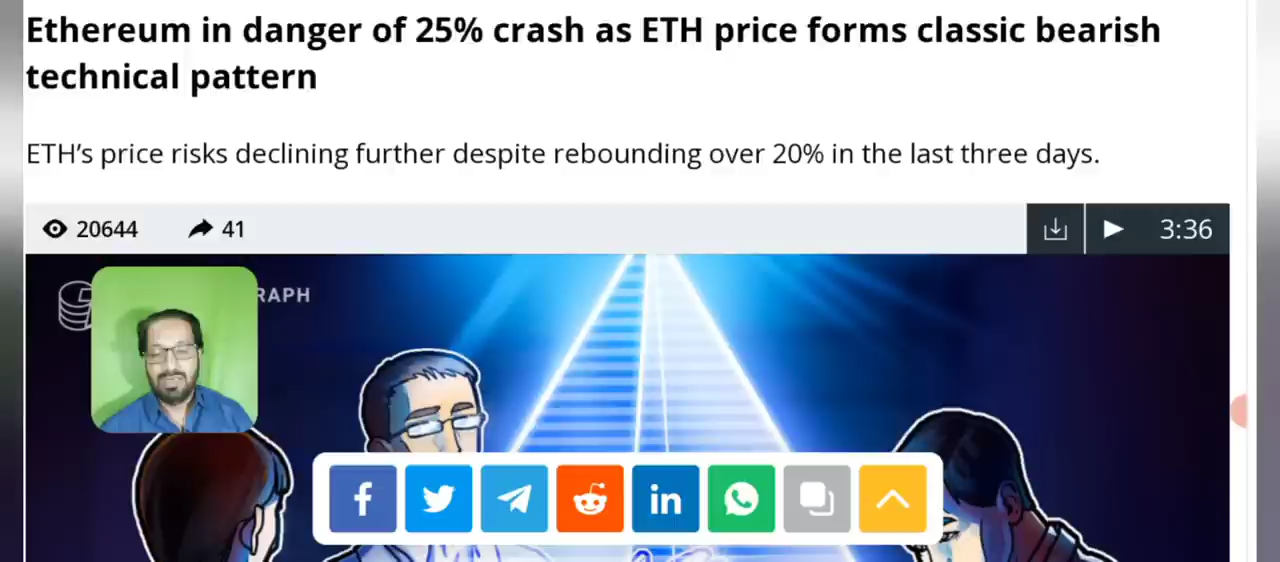 Ethereum in danger of 25% crash as ETH price forms classic bearish
technical pattern
ETH’s price risks declining further despite rebounding over 20% in the last three days.
20644 41 3:36
RAPH